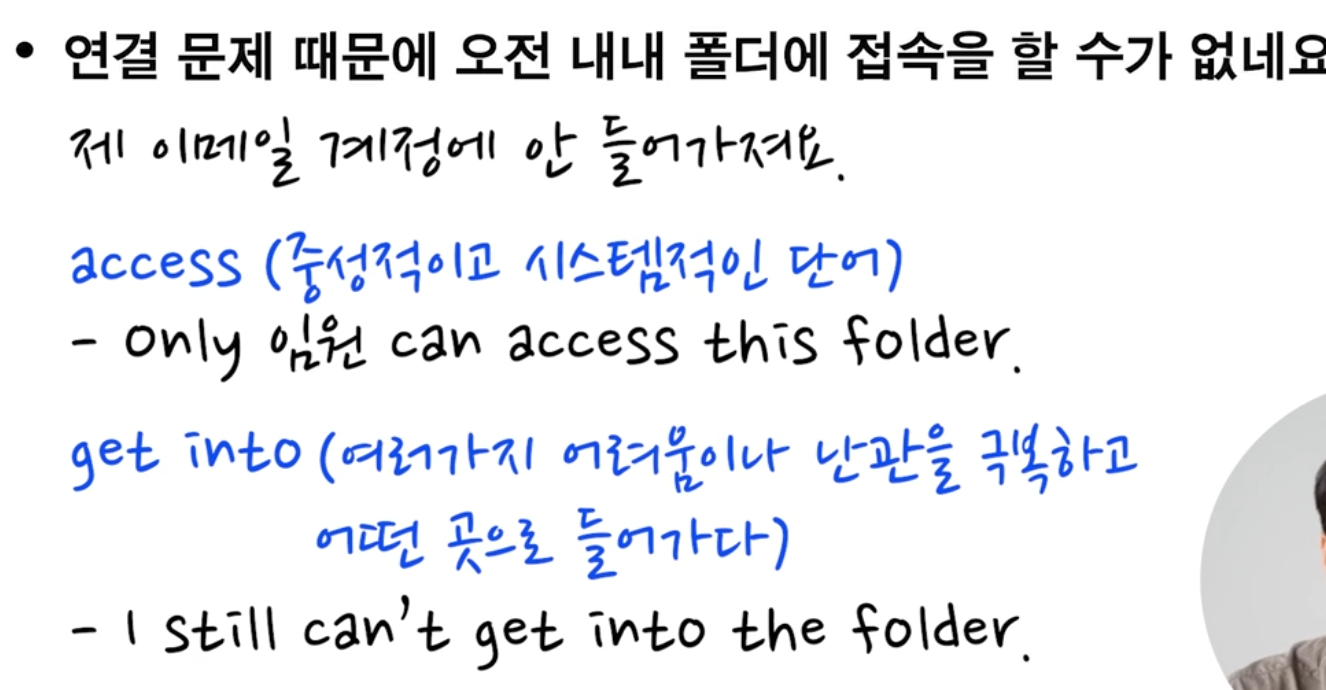 • 연결 문제 때문에 오전 내내 폴더에 접속을 할 수가 없네요
제 이메일 계정에 안 들어가져요.
access (중성적이고 시스템적인 단어)
- Only 임원 can access this folder.
get into (여러가지 어려움이나 난관을 극복하고
어떤 곳으로 들어가다)
- I still can't get into the folder.